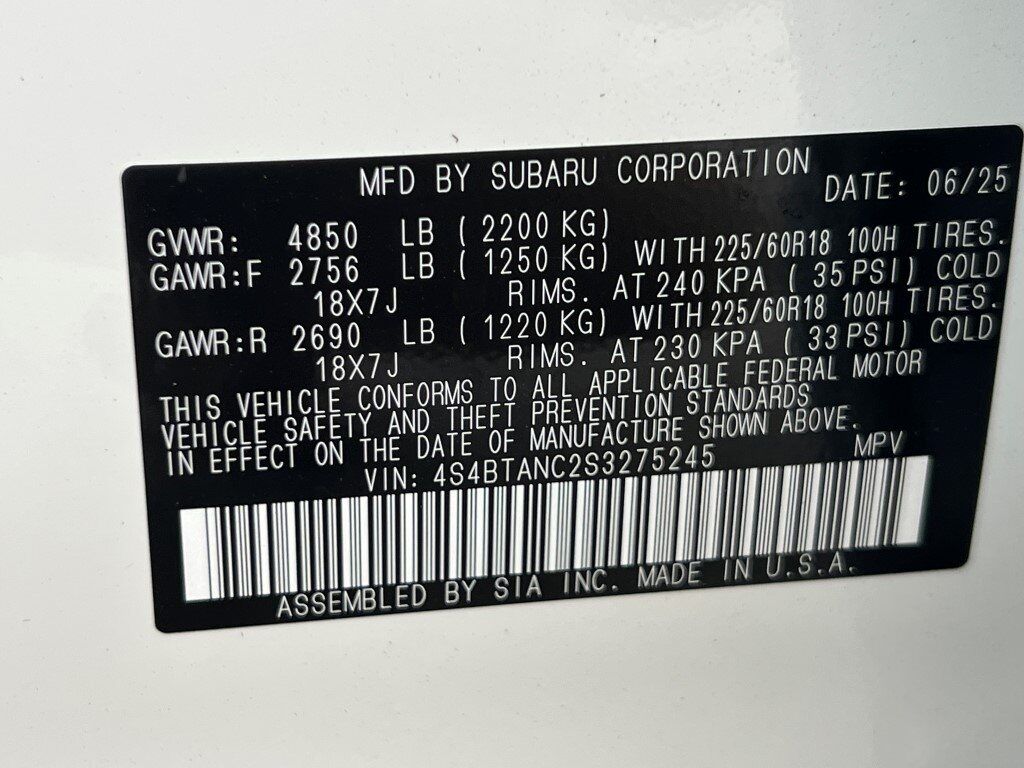 MFD BY SUBARU CORPORATION DATE: 06/25
GVWR: 4850 LB ( 2200 KG)
GAWR:F 2756 LB ( 1250 KG) WITH 225/60R18 100H TIRES.
18X7J RIMS. AT 240 KPA ( 35 PSI) COLD
GAWR:R 2690 LB ( 1220 KG) WITH 225/60R18 100H TIRES.
18X7J RIMS. AT 230 KPA ( 33 PSI) COLD
THIS VEHICLE CONFORMS TO ALL APPLICABLE FEDERAL MOTOR
VEHICLE SAFETY AND THEFT PREVENTION STANDARDS
IN EFFECT ON THE DATE OF MANUFACTURE SHOWN ABOVE.
VIN: 4S4BTANC2S3275245 MPV
ASSEMBLED BY SIA INC. MADE IN U.S.A.